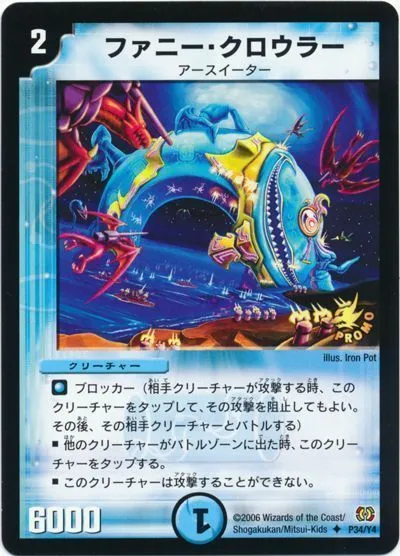 2
ファニー・クロウラー
アースイーター
PROMO
illus. Iron Pot
クリーチャー
ブロッカー（相手クリーチャーが攻撃する時、この
クリーチャーをタップして、その攻撃を阻止してもよい。
その後、その相手クリーチャーとバトルする）
■ 他のクリーチャーがバトルゾーンに出た時、このクリー
チャーをタップする。
■ このクリーチャーは攻撃することができない。
6000
1
©2006 Wizards of the Coast/
Shogakukan/Mitsui-Kids ◆ P34/Y4